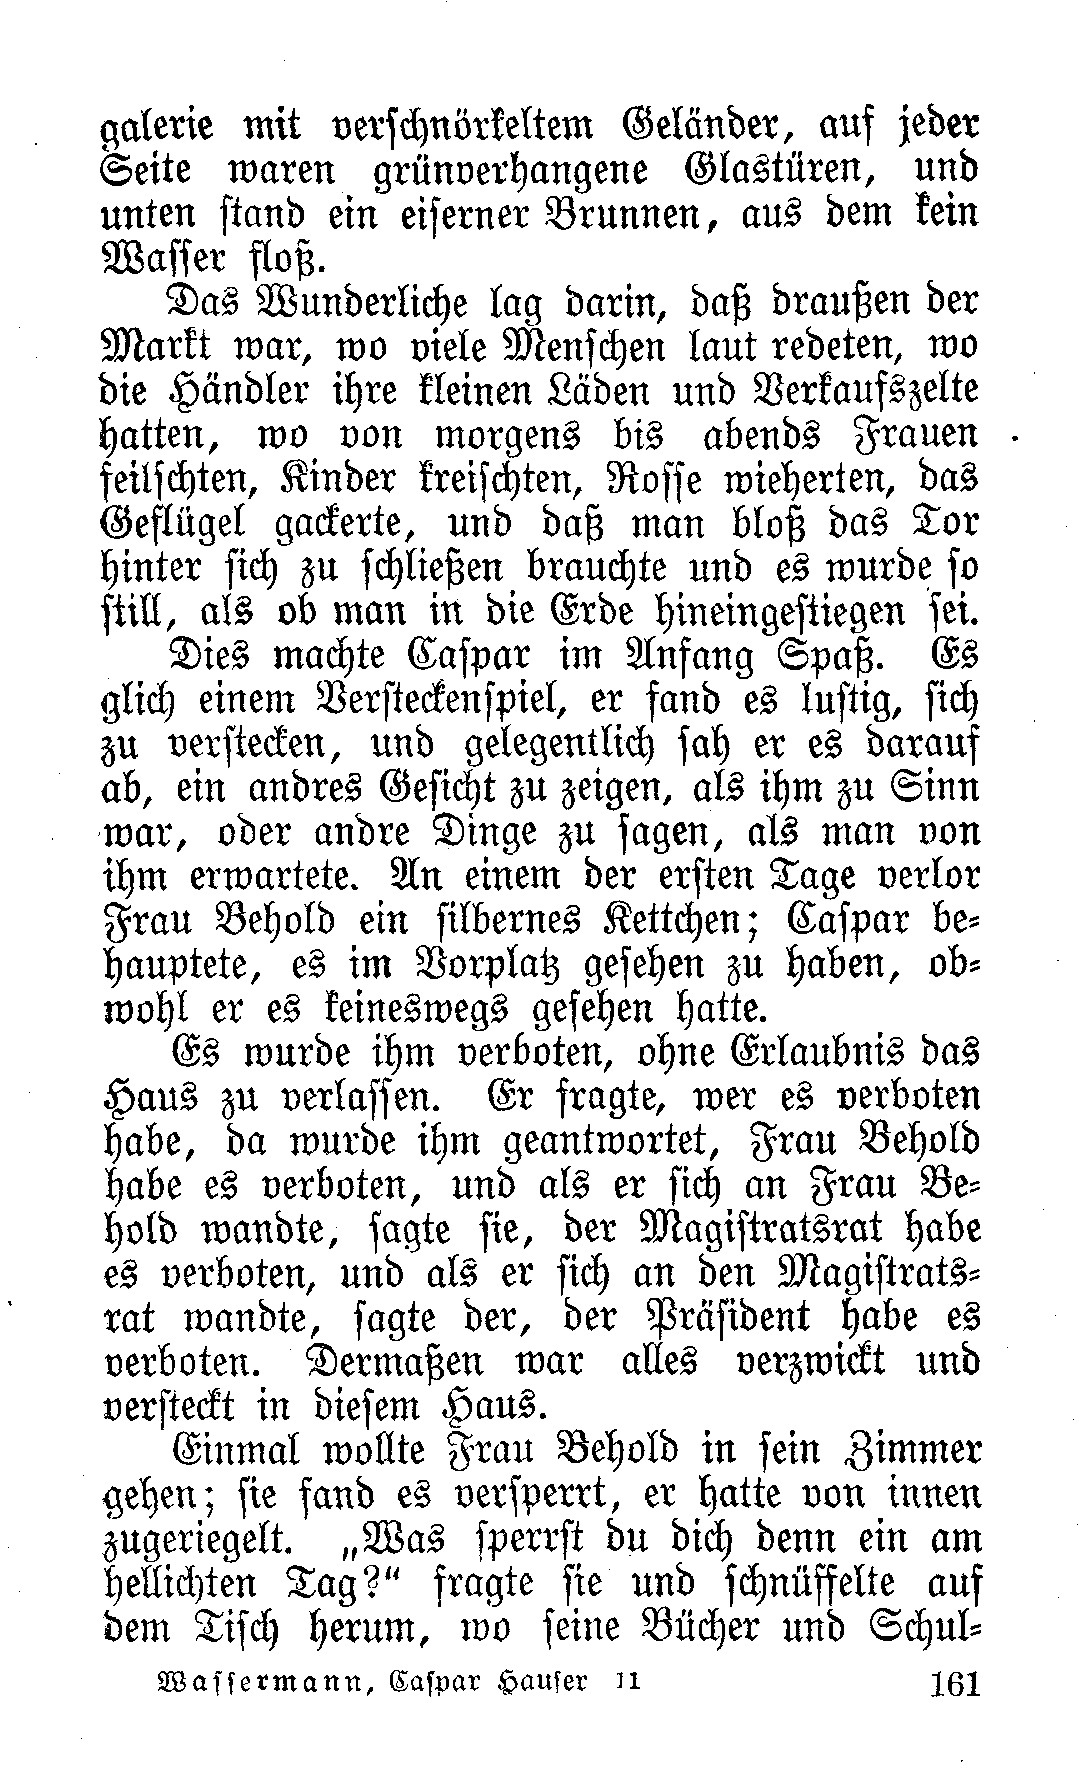 galerie mit verschnörkeltem Geländer, auf jeder
Seite waren grünverhangene Glastüren, und
unten stand ein eiserner Brunnen, aus dem kein
Wasser floß.
Das Wunderliche lag darin, daß draußen der
Markt war, wo viele Menschen laut redeten, wo
die Händler ihre kleinen Läden und Verkaufszelte
hatten, wo von morgens bis abends Frauen
feilschten, Kinder kreischten, Rosse wieherten, das
Geflügel gackerte, und daß man bloß das Tor
hinter sich zu schließen brauchte und es wurde so
still, als ob man in die Erde hineingestiegen sei.
Dies machte Caspar im Anfang Spaß. Es
glich einem Versteckenspiel, er fand es lustig, sich
zu verstecken, und gelegentlich sah er es darauf
ab, ein andres Gesicht zu zeigen, als ihm zu Sinn
war, oder andre Dinge zu sagen, als man von
ihm erwartete. An einem der ersten Tage verlor
Frau Behold ein silbernes Kettchen; Caspar be-
hauptete, es im Vorplatz gesehen zu haben, ob-
wohl er es keineswegs gesehen hatte.
Es wurde ihm verboten, ohne Erlaubnis das
Haus zu verlassen. Er fragte, wer es verboten
habe, da wurde ihm geantwortet, Frau Behold
habe es verboten, und als er sich an Frau Be-
hold wandte, sagte sie, der Magistratsrat habe
es verboten, und als er sich an den Magistrats-
rat wandte, sagte der, der Präsident habe es
verboten. Dermaßen war alles verzwickt und
versteckt in diesem Haus.
Einmal wollte Frau Behold in sein Zimmer
gehen; sie fand es versperrt, er hatte von innen
zugeriegelt. „Was sperrst du dich denn ein am
hellichten Tag?“ fragte sie und schnüffelte auf
dem Tisch herum, wo seine Bücher und Schul-
Wassermann, Caspar Hauser 11 161